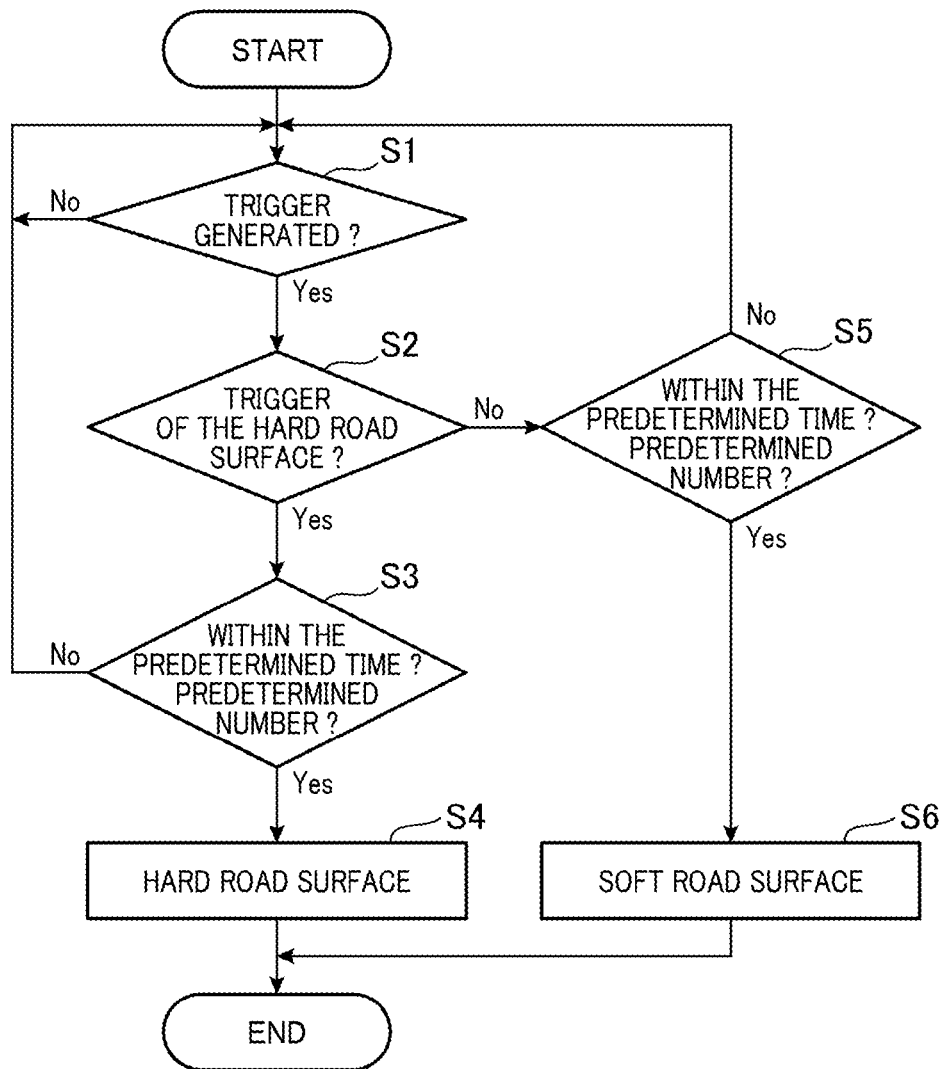 START
S1
No
TRIGGER
GENERATED ?
Yes
S2
TRIGGER
OF THE HARD ROAD
SURFACE ?
No
Yes
S3
No
WITHIN THE
PREDETERMINED TIME ?
PREDETERMINED
NUMBER ?
Yes
S4
HARD ROAD SURFACE
No
S5
WITHIN THE
PREDETERMINED TIME ?
PREDETERMINED
NUMBER ?
Yes
S6
SOFT ROAD SURFACE
END